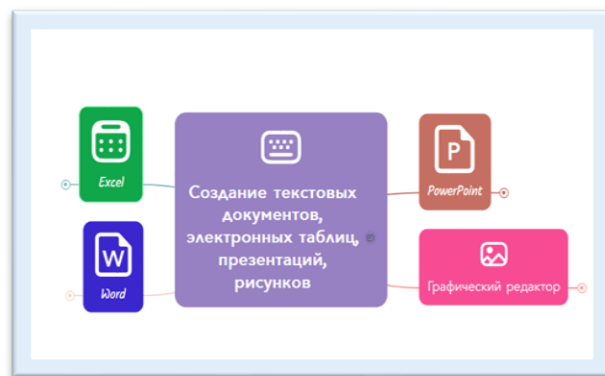 Excel
Word
W
Создание текстовых
документов,
электронных таблиц,
презентаций,
рисунков
P
PowerPoint
Графический редактор